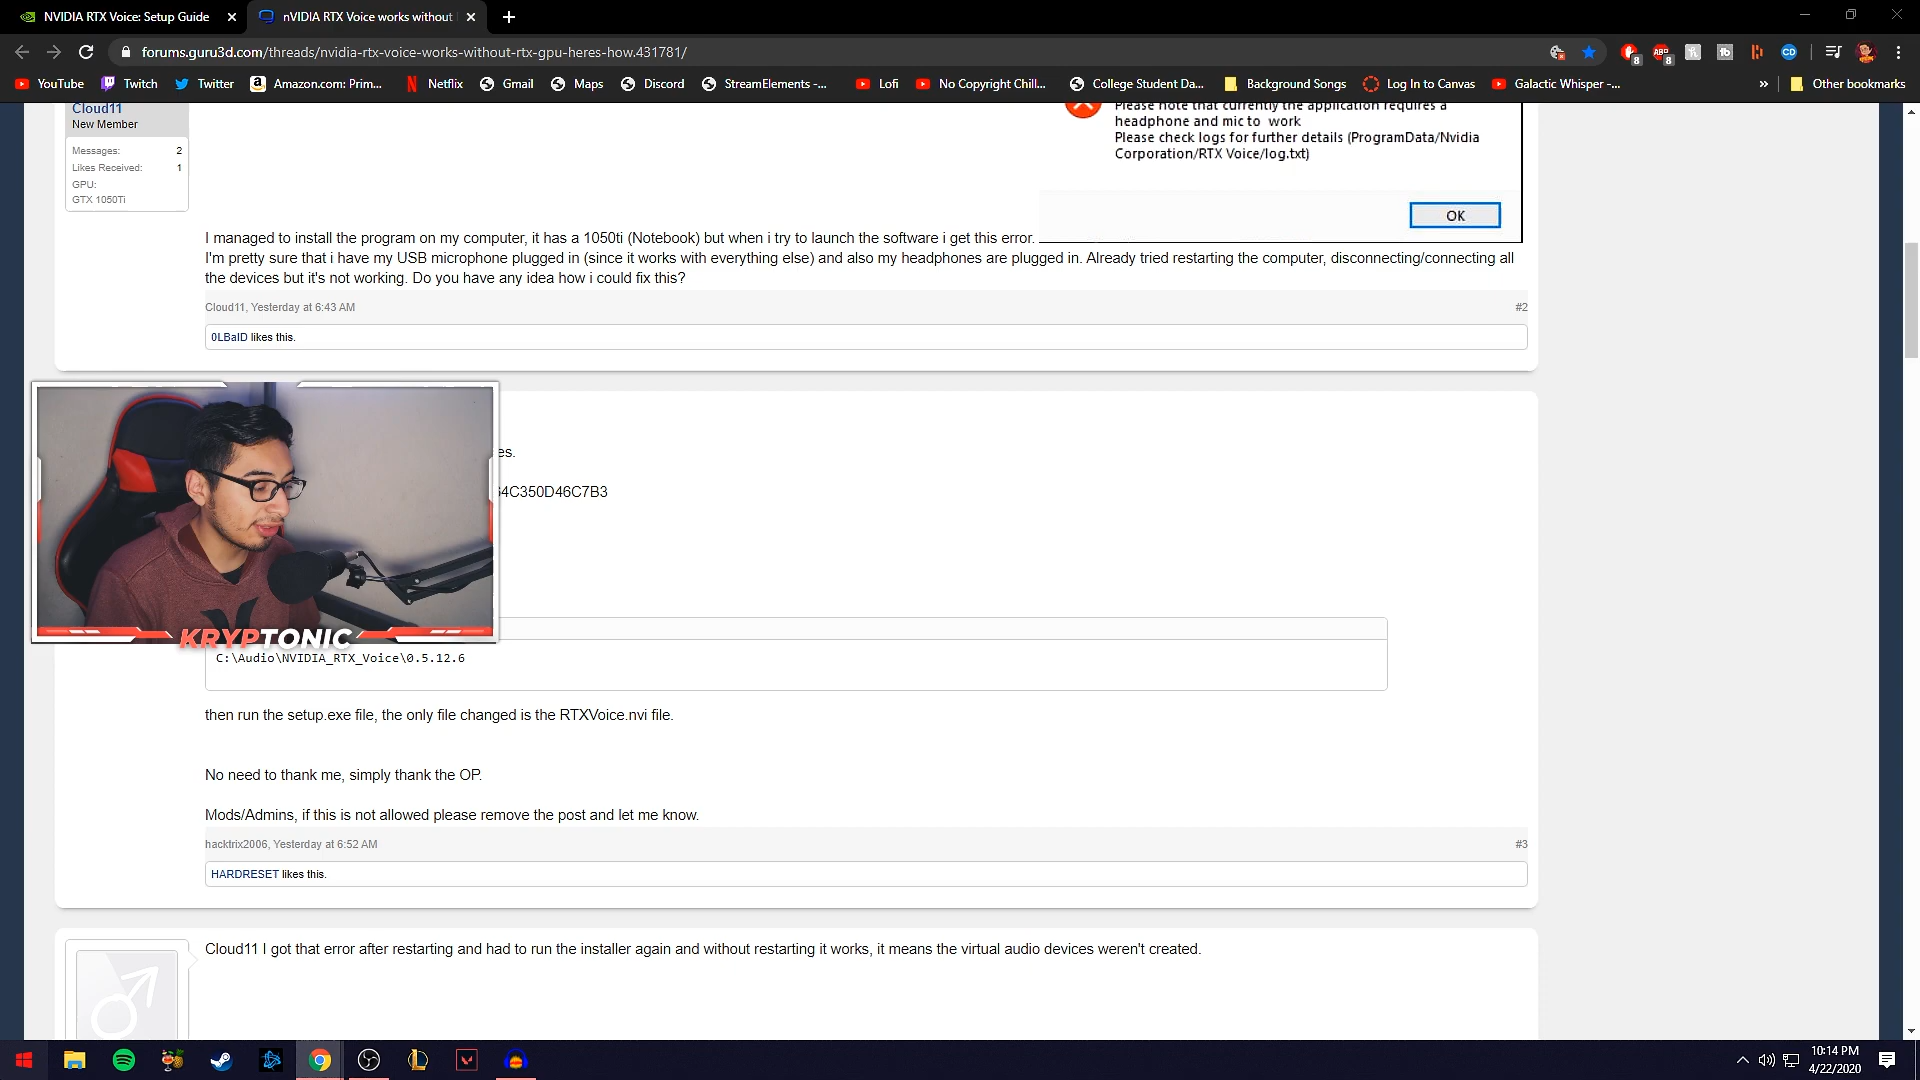 NVIDIA RTX Voice: Setup Guide
nVIDIA RTX Voice works without
forums.guru3d.com/threads/nvidia-rtx-voice-works-without-rtx-gpu-heres-how.431781/
YouTube Twitch Twitter Amazon.com: Prim... Netflix Gmail Maps Discord StreamElements -... Lofi No Copyright Chill... College Student Da... Background Songs Log In to Canvas Galactic Whisper -... » Other bookmarks
Cloud11
New Member
Messages: 2
Likes Received: 1
GPU:
GTX 1050Ti
Please note that currently the application requires a
headphone and mic to work
Please check logs for further details (ProgramData/Nvidia
Corporation/RTX Voice/log.txt)
OK
I managed to install the program on my computer, it has a 1050ti (Notebook) but when i try to launch the software i get this error.
I'm pretty sure that i have my USB microphone plugged in (since it works with everything else) and also my headphones are plugged in. Already tried restarting the computer, disconnecting/connecting all
the devices but it's not working. Do you have any idea how i could fix this?
Cloud11, Yesterday at 6:43 AM #2
0LBaID likes this.
es.
64C350D46C7B3
KRYPTONIC
C:\Audio\NVIDIA_RTX_Voice\0.5.12.6
then run the setup.exe file, the only file changed is the RTXVoice.nvi file.
No need to thank me, simply thank the OP.
Mods/Admins, if this is not allowed please remove the post and let me know.
hacktrix2006, Yesterday at 6:52 AM #3
HARDRESET likes this.
Cloud11 I got that error after restarting and had to run the installer again and without restarting it works, it means the virtual audio devices weren't created.
10:14 PM
4/22/2020